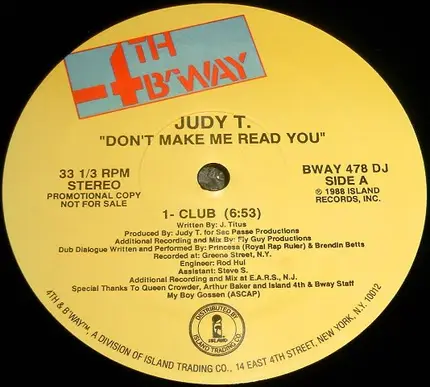 4TH
B'WAY
JUDY T.
"DON'T MAKE ME READ YOU"
33 1/3 RPM
STEREO
PROMOTIONAL COPY
NOT FOR SALE
BWAY 478 DJ
SIDE A
℗ 1988 ISLAND
RECORDS, INC.
1- CLUB (6:53)
Written By: J. Titus
Produced By: Judy T. for Sac Passe Productions
Additional Recording and Mix By: Fly Guy Productions
Dub Dialogue Written and Performed By: Princess (Royal Rap Ruler) & Brendin Betts
Recorded at: Greene Street, N.Y.
Engineer: Rod Hui
Assistant: Steve S.
Additional Recording and Mix at E.A.R.S., N.J.
Special Thanks To Queen Crowder, Arthur Baker and Island 4th & Bway Staff
My Boy Gossen (ASCAP)
DISTRIBUTED BY
ISLAND
ISLAND TRADING CO.
4TH & B'WAY™, A DIVISION OF ISLAND TRADING CO., 14 EAST 4TH STREET, NEW YORK, N.Y. 10012